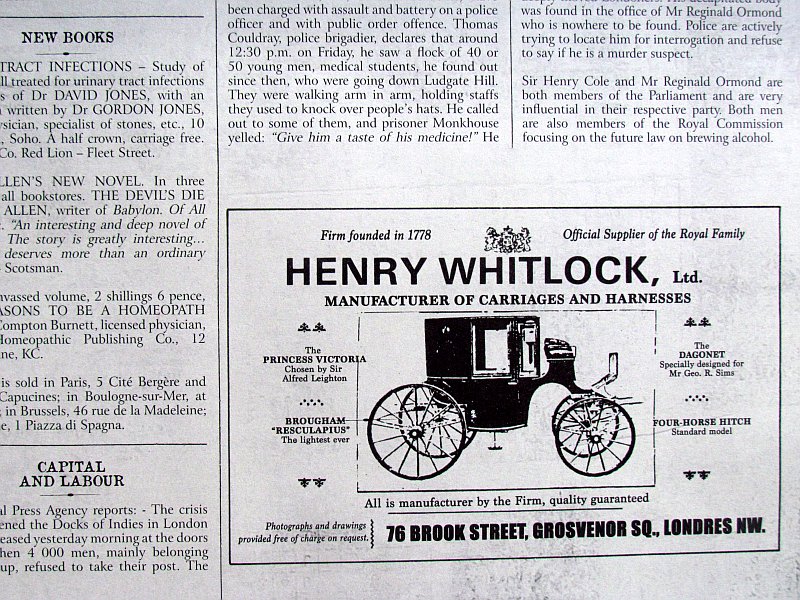 NEW BOOKS
TRACT INFECTIONS – Study of
ll treated for urinary tract infections
s of Dr DAVID JONES, with an
written by Dr GORDON JONES,
ysician, specialist of stones, etc., 10
, Soho. A half crown, carriage free.
Co. Red Lion – Fleet Street.
LLEN'S NEW NOVEL. In three
all bookstores. THE DEVIL'S DIE
ALLEN, writer of Babylon. Of All
. "An interesting and deep novel of
The story is greatly interesting...
deserves more than an ordinary
Scotsman.
nvassed volume, 2 shillings 6 pence,
ASONS TO BE A HOMEOPATH
Compton Burnett, licensed physician,
Homeopathic Publishing Co., 12
ne, KC.
is sold in Paris, 5 Cité Bergère and
Capucines; in Boulogne-sur-Mer, at
; in Brussels, 46 rue de la Madeleine;
e, 1 Piazza di Spagna.
CAPITAL
AND LABOUR
al Press Agency reports: - The crisis
ened the Docks of Indies in London
eased yesterday morning at the doors
hen 4 000 men, mainly belonging
up, refused to take their post. The
been charged with assault and battery on a police
officer and with public order offence. Thomas
Couldray, police brigadier, declares that around
12:30 p.m. on Friday, he saw a flock of 40 or
50 young men, medical students, he found out
since then, who were going down Ludgate Hill.
They were walking arm in arm, holding staffs
they used to knock over people's hats. He called
out to some of them, and prisoner Monkhouse
yelled: "Give him a taste of his medicine!" He
was found in the office of Mr Reginald Ormond
who is nowhere to be found. Police are actively
trying to locate him for interrogation and refuse
to say if he is a murder suspect.
Sir Henry Cole and Mr Reginald Ormond are
both members of the Parliament and are very
influential in their respective party. Both men
are also members of the Royal Commission
focusing on the future law on brewing alcohol.
Firm founded in 1778
Official Supplier of the Royal Family
HENRY WHITLOCK, Ltd.
MANUFACTURER OF CARRIAGES AND HARNESSES
The
PRINCESS VICTORIA
Chosen by Sir
Alfred Leighton
BROUGHAM
"RESCULAPIUS"
The lightest ever
The
DAGONET
Specially designed for
Mr Geo. R. Sims
FOUR-HORSE HITCH
Standard model
All is manufacturer by the Firm, quality guaranteed
Photographs and drawings
provided free of charge on request.
76 BROOK STREET, GROSVENOR SQ., LONDRES NW.